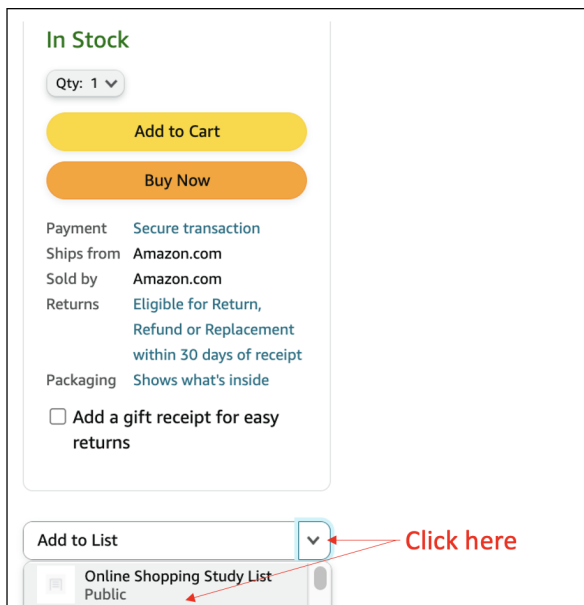 In Stock
Qty: 1
Add to Cart
Buy Now
Payment Secure transaction
Ships from Amazon.com
Sold by Amazon.com
Returns Eligible for Return,
Refund or Replacement
within 30 days of receipt
Packaging Shows what's inside
Add a gift receipt for easy
returns
Add to List
Click here
Online Shopping Study List
Public